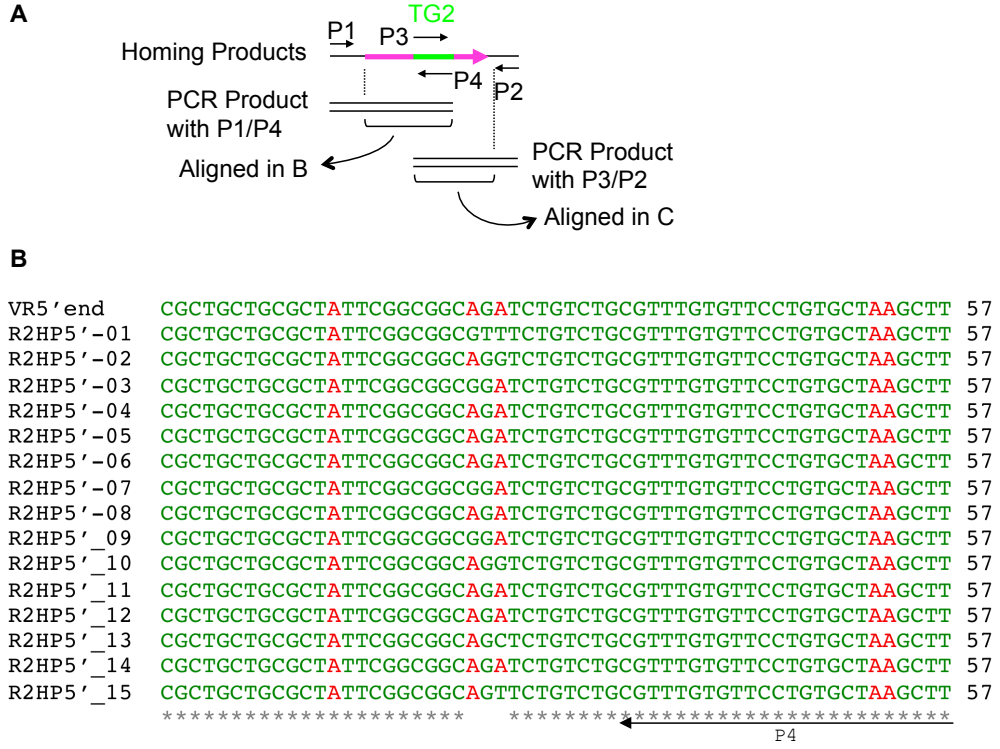 A
TG2
P1 P3
Homing Products
P4 P2
PCR Product
with P1/P4
Aligned in B
PCR Product
with P3/P2
Aligned in C
B
VR5’end CGCTGCTGCGCTATTCGGCGGCAGATCTGTCTGCGTTTGTGTTCCTGTGCTAAGCTT 57
R2HP5’-01 CGCTGCTGCGCTATTCGGCGGCGTTTCTGTCTGCGTTTGTGTTCCTGTGCTAAGCTT 57
R2HP5’-02 CGCTGCTGCGCTATTCGGCGGCAGGTCTGTCTGCGTTTGTGTTCCTGTGCTAAGCTT 57
R2HP5’-03 CGCTGCTGCGCTATTCGGCGGCGGATCTGTCTGCGTTTGTGTTCCTGTGCTAAGCTT 57
R2HP5’-04 CGCTGCTGCGCTATTCGGCGGCAGATCTGTCTGCGTTTGTGTTCCTGTGCTAAGCTT 57
R2HP5’-05 CGCTGCTGCGCTATTCGGCGGCAGATCTGTCTGCGTTTGTGTTCCTGTGCTAAGCTT 57
R2HP5’-06 CGCTGCTGCGCTATTCGGCGGCAGATCTGTCTGCGTTTGTGTTCCTGTGCTAAGCTT 57
R2HP5’-07 CGCTGCTGCGCTATTCGGCGGCGGATCTGTCTGCGTTTGTGTTCCTGTGCTAAGCTT 57
R2HP5’-08 CGCTGCTGCGCTATTCGGCGGCAGATCTGTCTGCGTTTGTGTTCCTGTGCTAAGCTT 57
R2HP5’_09 CGCTGCTGCGCTATTCGGCGGCGGATCTGTCTGCGTTTGTGTTCCTGTGCTAAGCTT 57
R2HP5’_10 CGCTGCTGCGCTATTCGGCGGCAGGTCTGTCTGCGTTTGTGTTCCTGTGCTAAGCTT 57
R2HP5’_11 CGCTGCTGCGCTATTCGGCGGCAGATCTGTCTGCGTTTGTGTTCCTGTGCTAAGCTT 57
R2HP5’_12 CGCTGCTGCGCTATTCGGCGGCAGATCTGTCTGCGTTTGTGTTCCTGTGCTAAGCTT 57
R2HP5’_13 CGCTGCTGCGCTATTCGGCGGCAGCTCTGTCTGCGTTTGTGTTCCTGTGCTAAGCTT 57
R2HP5’_14 CGCTGCTGCGCTATTCGGCGGCAGATCTGTCTGCGTTTGTGTTCCTGTGCTAAGCTT 57
R2HP5’_15 CGCTGCTGCGCTATTCGGCGGCAGTTCTGTCTGCGTTTGTGTTCCTGTGCTAAGCTT 57
**********************   ********************************
P4